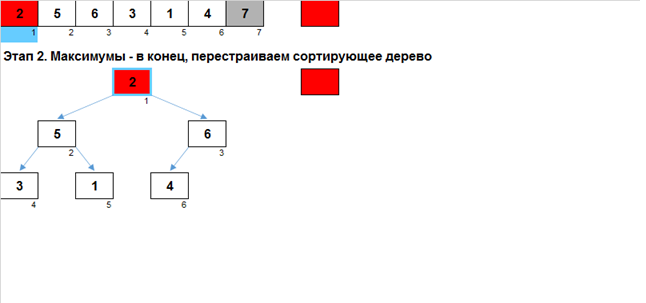 2 5 6 3 1 4 7
1 2 3 4 5 6 7
Этап 2. Максимумы - в конец, перестраиваем сортирующее дерево
2
1
5 6
2 3
3 1 4
4 5 6